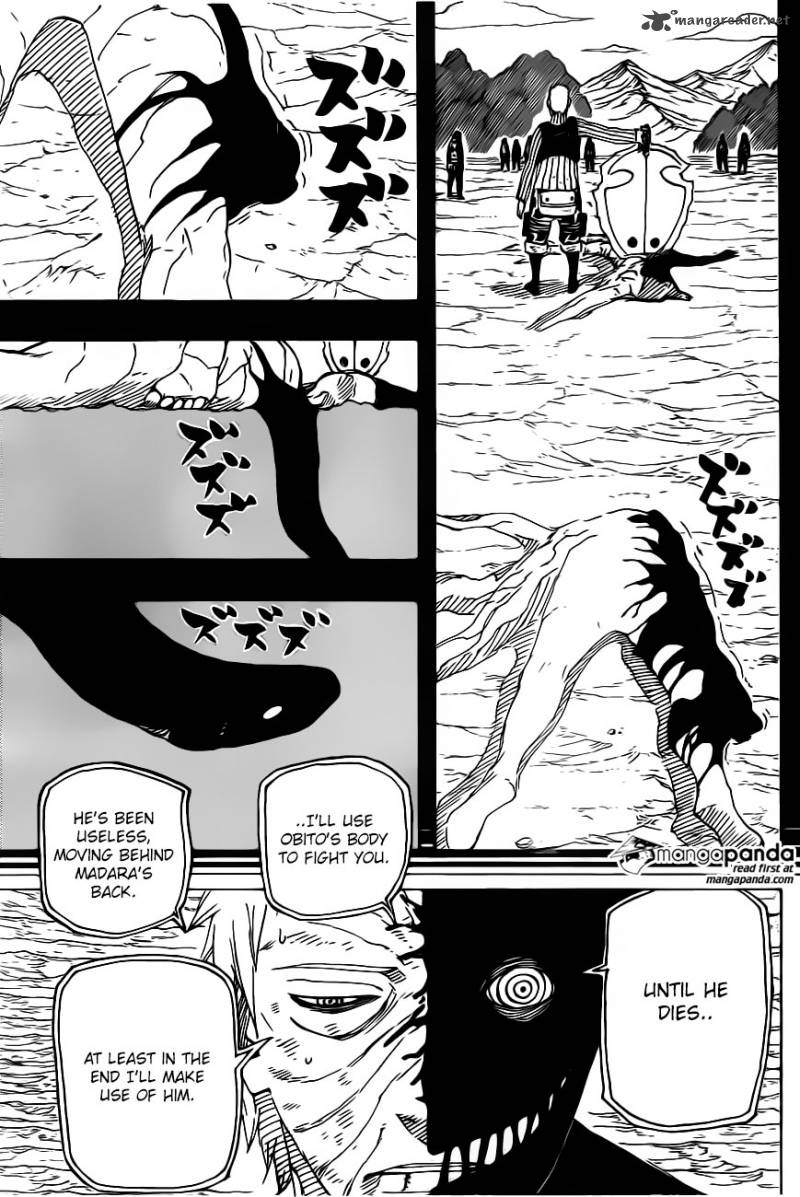 mangareader.net
ズズズ
ズズズ
ズズズ
ズズズ
UNTIL HE
DIES..
..I'LL USE
OBITO'S BODY
TO FIGHT YOU.
HE'S BEEN
USELESS,
MOVING BEHIND
MADARA'S
BACK.
AT LEAST IN THE
END I'LL MAKE
USE OF HIM.
mangapanda
read first at
mangapanda.com